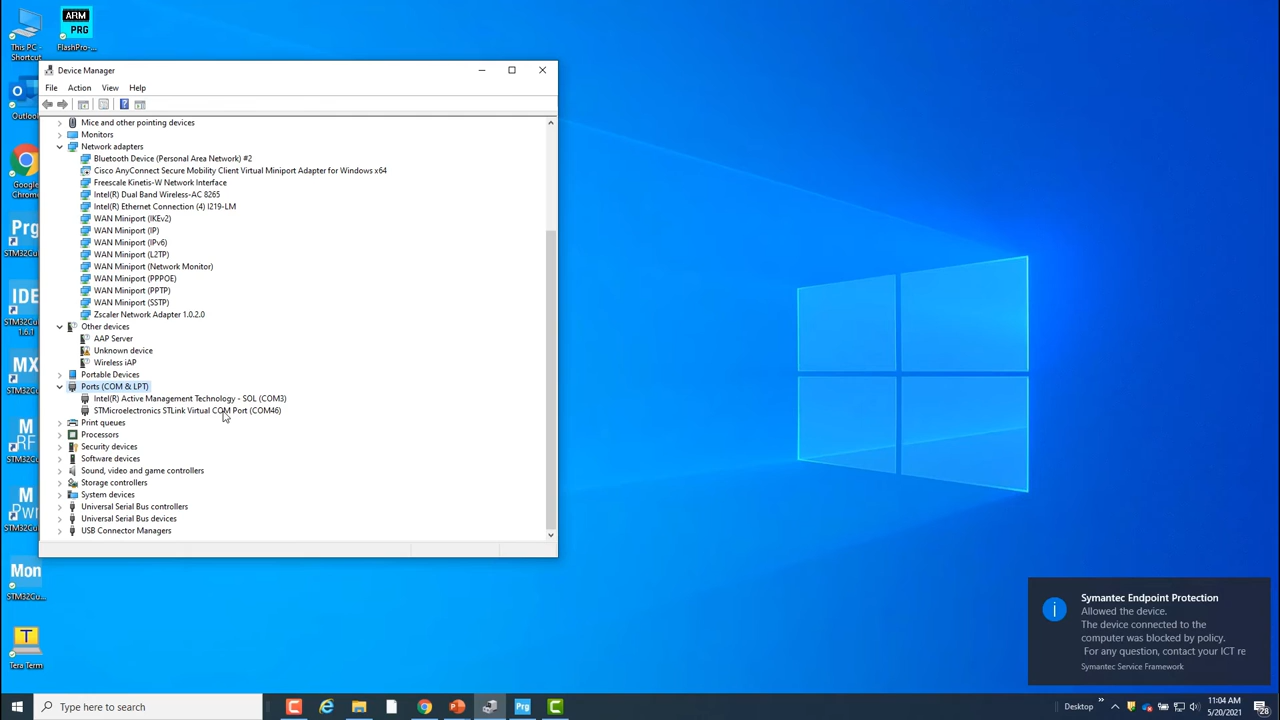 This PC -
Shortcut
ARM
PRG
FlashPro-...
Device Manager
File Action View Help
Mice and other pointing devices
Monitors
Network adapters
Bluetooth Device (Personal Area Network) #2
Cisco AnyConnect Secure Mobility Client Virtual Miniport Adapter for Windows x64
Freescale Kinetis-W Network Interface
Intel(R) Dual Band Wireless-AC 8265
Intel(R) Ethernet Connection (4) I219-LM
WAN Miniport (IKEv2)
WAN Miniport (IP)
WAN Miniport (IPv6)
WAN Miniport (L2TP)
WAN Miniport (Network Monitor)
WAN Miniport (PPPOE)
WAN Miniport (PPTP)
WAN Miniport (SSTP)
Zscaler Network Adapter 1.0.2.0
Other devices
AAP Server
Unknown device
Wireless iAP
Portable Devices
Ports (COM & LPT)
Intel(R) Active Management Technology - SOL (COM3)
STMicroelectronics STLink Virtual COM Port (COM46)
Print queues
Processors
Security devices
Software devices
Sound, video and game controllers
Storage controllers
System devices
Universal Serial Bus controllers
Universal Serial Bus devices
USB Connector Managers
Outlook
Google
Chrome
Prg
STM32Cu
IDE
STM32Cu
1.6.1
MX
STM32Cu
M
RF
STM32Cu
M
Pwr
STM32Cu
Mon
STM32Cu...
T
Tera Term
Symantec Endpoint Protection
Allowed the device.
The device connected to the
computer was blocked by policy.
For any question, contact your ICT re
Symantec Service Framework
Type here to search
Prg
Desktop
11:04 AM
5/20/2021
28